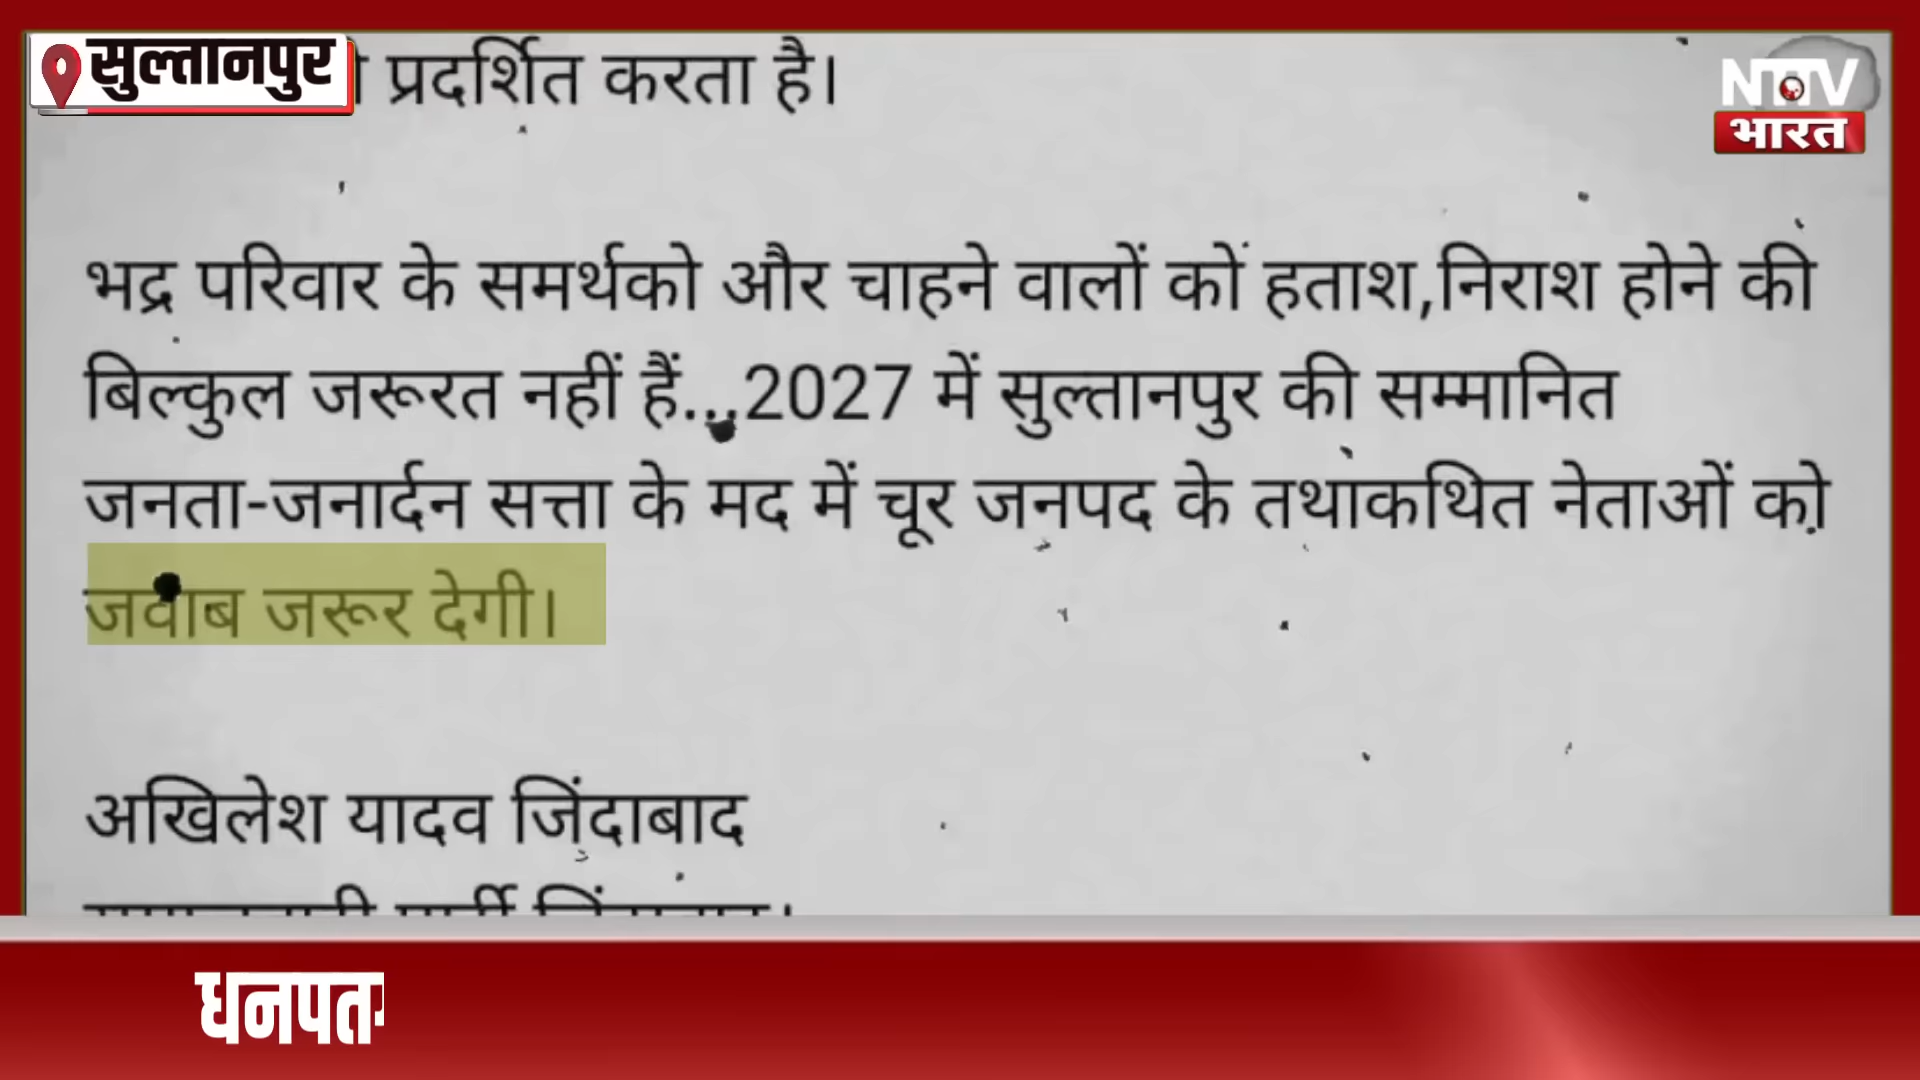 सुल्तानपुर
प्रदर्शित करता है।
NDTV
भारत
भद्र परिवार के समर्थको और चाहने वालों को हताश,निराश होने की
बिल्कुल जरूरत नहीं हैं...2027 में सुल्तानपुर की सम्मानित
जनता-जनार्दन सत्ता के मद में चूर जनपद के तथाकथित नेताओं को
जवाब जरूर देगी।
अखिलेश यादव जिंदाबाद
धनपत